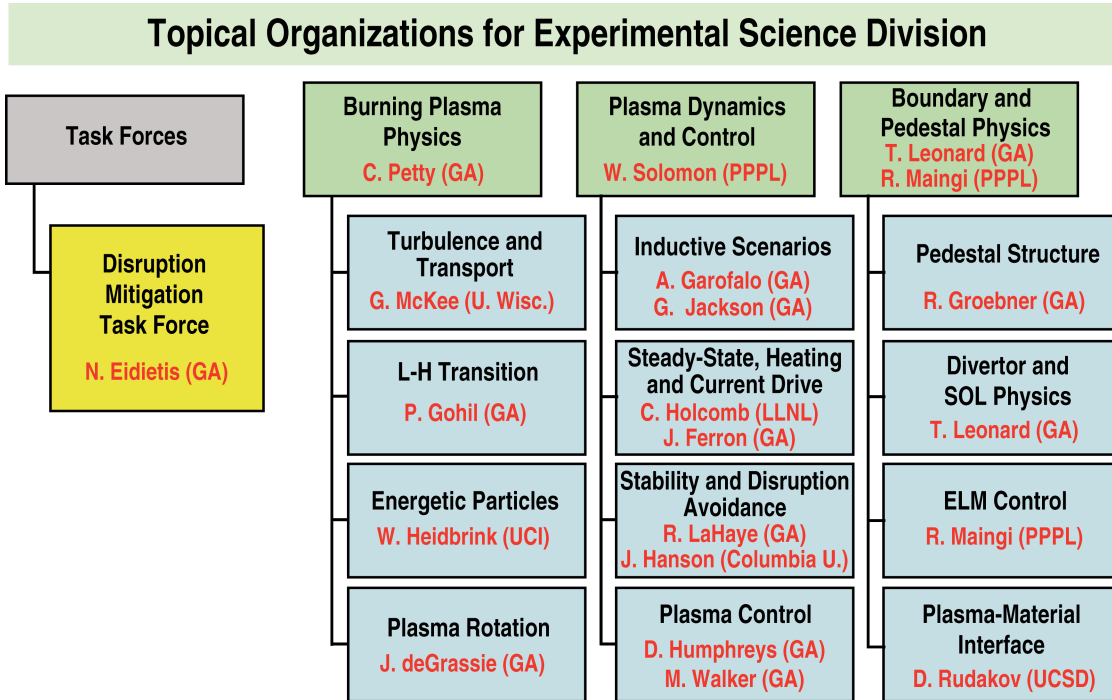 Topical Organizations for Experimental Science Division
Task Forces
Disruption
Mitigation
Task Force
N. Eidietis (GA)
Burning Plasma
Physics
C. Petty (GA)
Turbulence and
Transport
G. McKee (U. Wisc.)
L-H Transition
P. Gohil (GA)
Energetic Particles
W. Heidbrink (UCI)
Plasma Rotation
J. deGrassie (GA)
Plasma Dynamics
and Control
W. Solomon (PPPL)
Inductive Scenarios
A. Garofalo (GA)
G. Jackson (GA)
Steady-State, Heating
and Current Drive
C. Holcomb (LLNL)
J. Ferron (GA)
Stability and Disruption
Avoidance
R. LaHaye (GA)
J. Hanson (Columbia U.)
Plasma Control
D. Humphreys (GA)
M. Walker (GA)
Boundary and
Pedestal Physics
T. Leonard (GA)
R. Maingi (PPPL)
Pedestal Structure
R. Groebner (GA)
Divertor and
SOL Physics
T. Leonard (GA)
ELM Control
R. Maingi (PPPL)
Plasma-Material
Interface
D. Rudakov (UCSD)